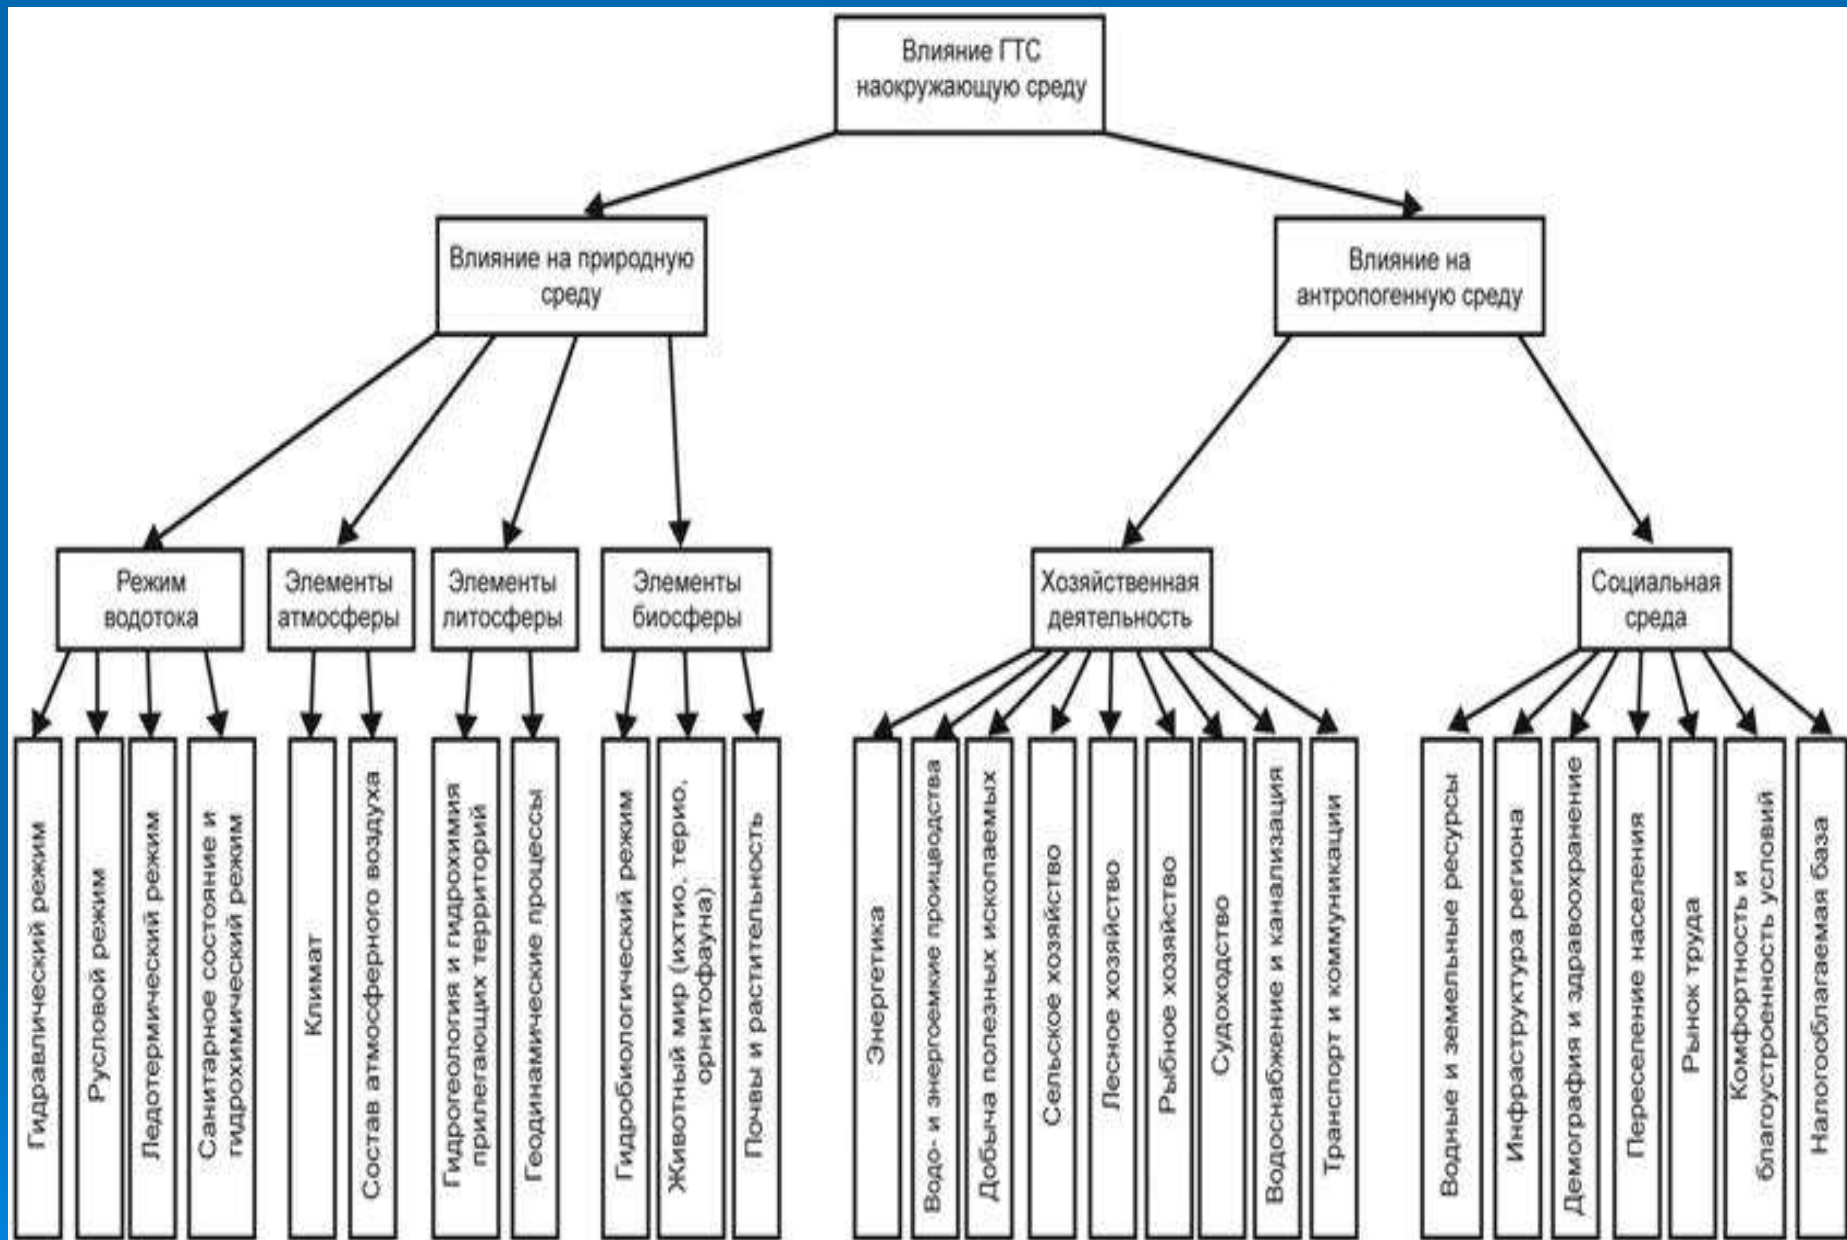 Влияние ГТС
наокружающую среду
Влияние на природную
среду
Влияние на
антропогенную среду
Режим
водотока
Элементы
атмосферы
Элементы
литосферы
Элементы
биосферы
Хозяйственная
деятельность
Социальная
среда
Гидравлический режим
Русловой режим
Ледотермический режим
Санитарное состояние и
гидрохимический режим
Климат
Состав атмосферного воздуха
Гидрогеология и гидрохимия
прилегающих территорий
Геодинамические процессы
Гидробиологический режим
Животный мир (ихтио, терио,
орнитофауна)
Почвы и растительность
Энергетика
Водо- и энергоемкие проицводства
Добыча полезных ископаемых
Сельское хозяйство
Лесное хозяйство
Рыбное хозяйство
Судоходство
Водоснабжение и канализация
Транспорт и коммуникации
Водные и земельные ресурсы
Инфраструктура региона
Демография и здравоохранение
Переселение населения
Рынок труда
Комфортность и
благоустроенность условий
Налогооблагаемая база